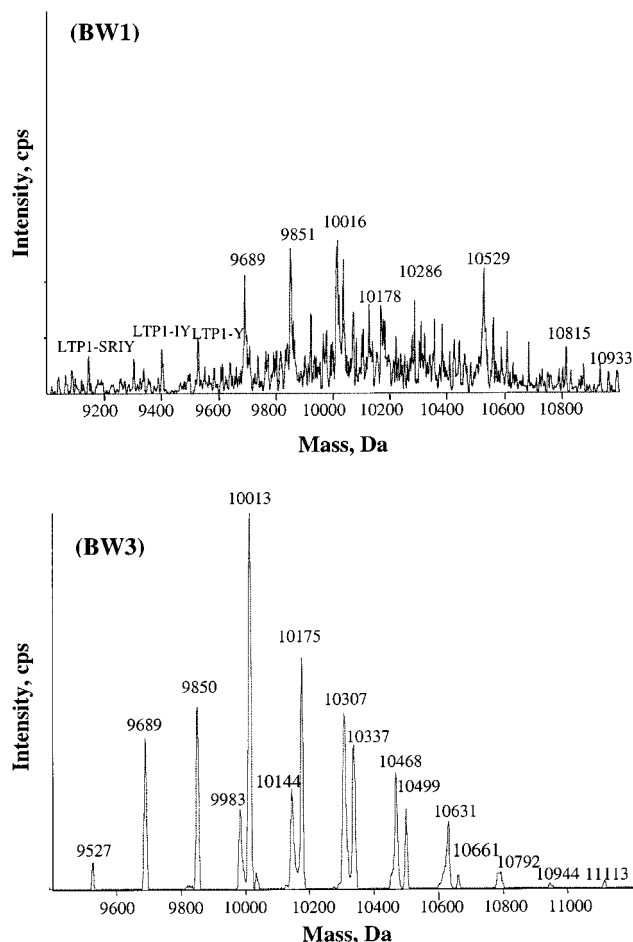 (BW1)
Intensity, cps
10016
9851
9689
10529
10286
10178
LTP1-IY
LTP1-Y
LTP1-SRIY
10815
10933
9200 9400 9600 9800 10000 10200 10400 10600 10800
Mass, Da
10013
(BW3)
Intensity, cps
10175
9850
10307
9689
10337
10468
10144
9983
10499
10631
9527
10661
10792
10944 11113
9600 9800 10000 10200 10400 10600 10800 11000
Mass, Da